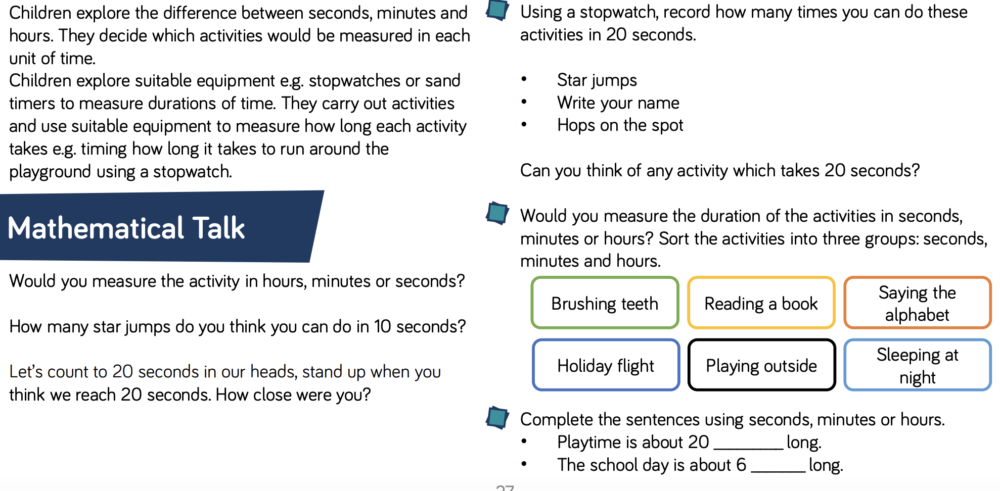 Children explore the difference between seconds, minutes and
hours. They decide which activities would be measured in each
unit of time.
Children explore suitable equipment e.g. stopwatches or sand
timers to measure durations of time. They carry out activities
and use suitable equipment to measure how long each activity
takes e.g. timing how long it takes to run around the
playground using a stopwatch.
Mathematical Talk
Would you measure the activity in hours, minutes or seconds?
How many star jumps do you think you can do in 10 seconds?
Let’s count to 20 seconds in our heads, stand up when you
think we reach 20 seconds. How close were you?
Using a stopwatch, record how many times you can do these
activities in 20 seconds.
• Star jumps
• Write your name
• Hops on the spot
Can you think of any activity which takes 20 seconds?
Would you measure the duration of the activities in seconds,
minutes or hours? Sort the activities into three groups: seconds,
minutes and hours.
Brushing teeth
Reading a book
Saying the
alphabet
Holiday flight
Playing outside
Sleeping at
night
Complete the sentences using seconds, minutes or hours.
• Playtime is about 20 ________ long.
• The school day is about 6 ______ long.